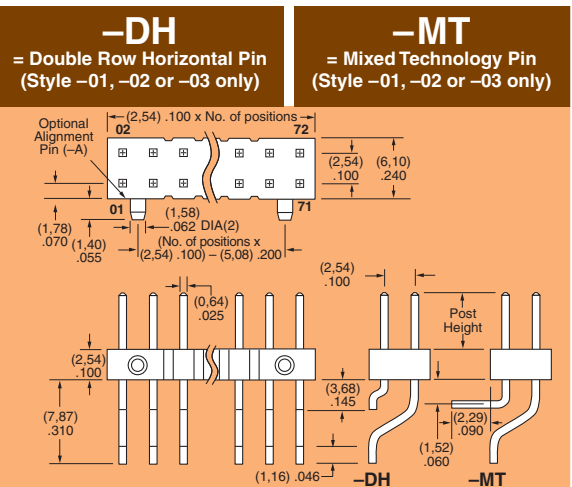 –DH
= Double Row Horizontal Pin
(Style –01, –02 or –03 only)
–MT
= Mixed Technology Pin
(Style –01, –02 or –03 only)
(2,54) .100 x No. of positions
Optional
Alignment
Pin (–A)
02
72
(2,54)
.100
(6,10)
.240
01
71
(1,78)
.070
(1,40)
.055
(1,58)
.062 DIA(2)
(No. of positions x
(2,54) .100) – (5,08) .200
(0,64)
.025
(2,54)
.100
Post
Height
(2,54)
.100
(7,87)
.310
(3,68)
.145
(2,29)
.090
(1,52)
.060
(1,16) .046
–DH
–MT